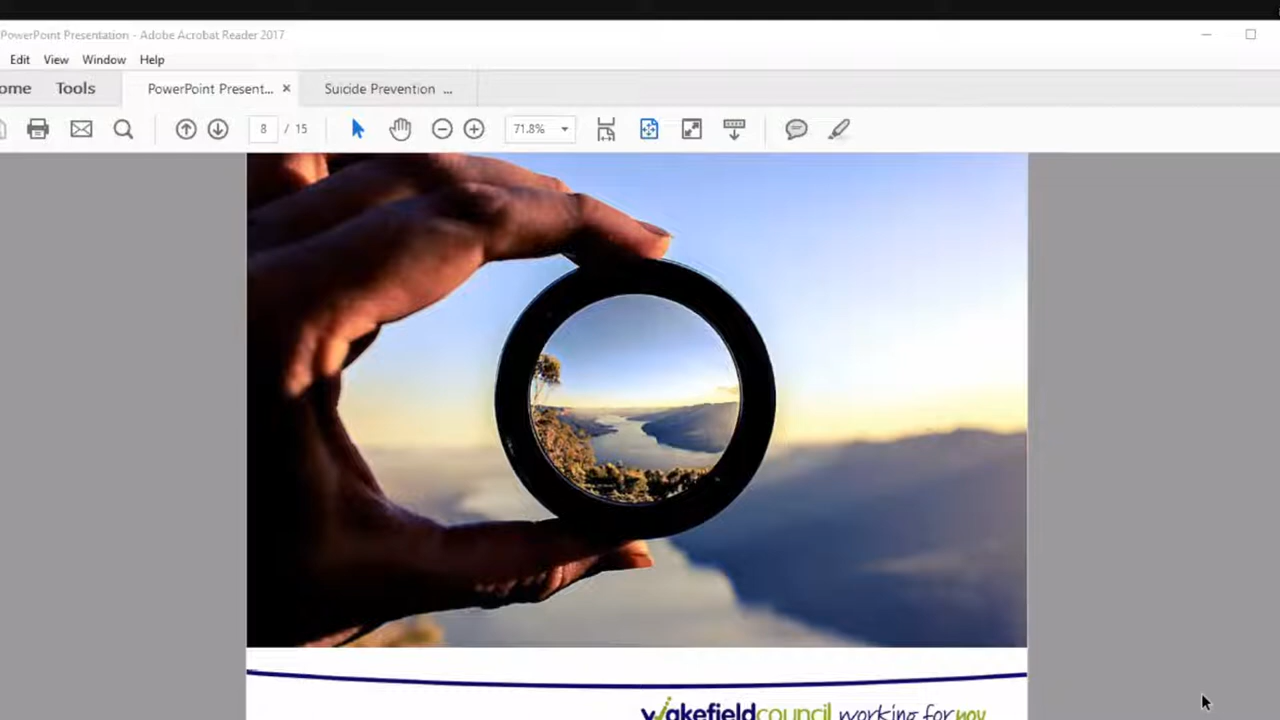 PowerPoint Presentation - Adobe Acrobat Reader 2017
Edit View Window Help
ome Tools PowerPoint Present... × Suicide Prevention ...
8 / 15 71.8%
wakefieldcouncil working for you